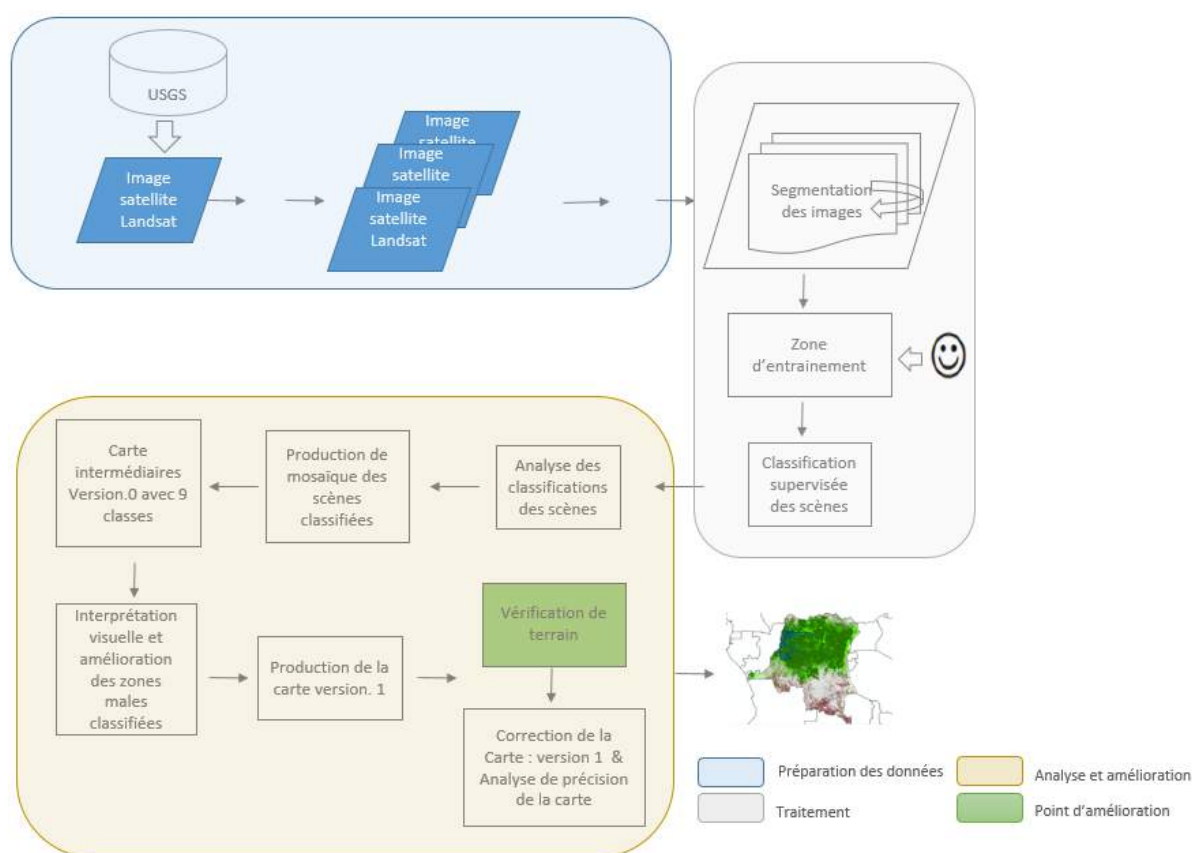 USGS
Image
satellite
Landsat
Image
satellite
Image
satellite
Image
satellite
Landsat
Segmentation
des images
Zone
d'entrainement
Classification
supervisée
des scènes
Analyse des
classifications
des scènes
Production de
mosaïque des
scènes
classifiées
Carte
intermédiaires
Version.0 avec 9
classes
Interprétation
visuelle et
amélioration
des zones
males
classifiées
Production de la
carte version. 1
Vérification de
terrain
Correction de la
Carte : version 1 &
Analyse de précision
de la carte
Préparation des données
Analyse et amélioration
Traitement
Point d'amélioration